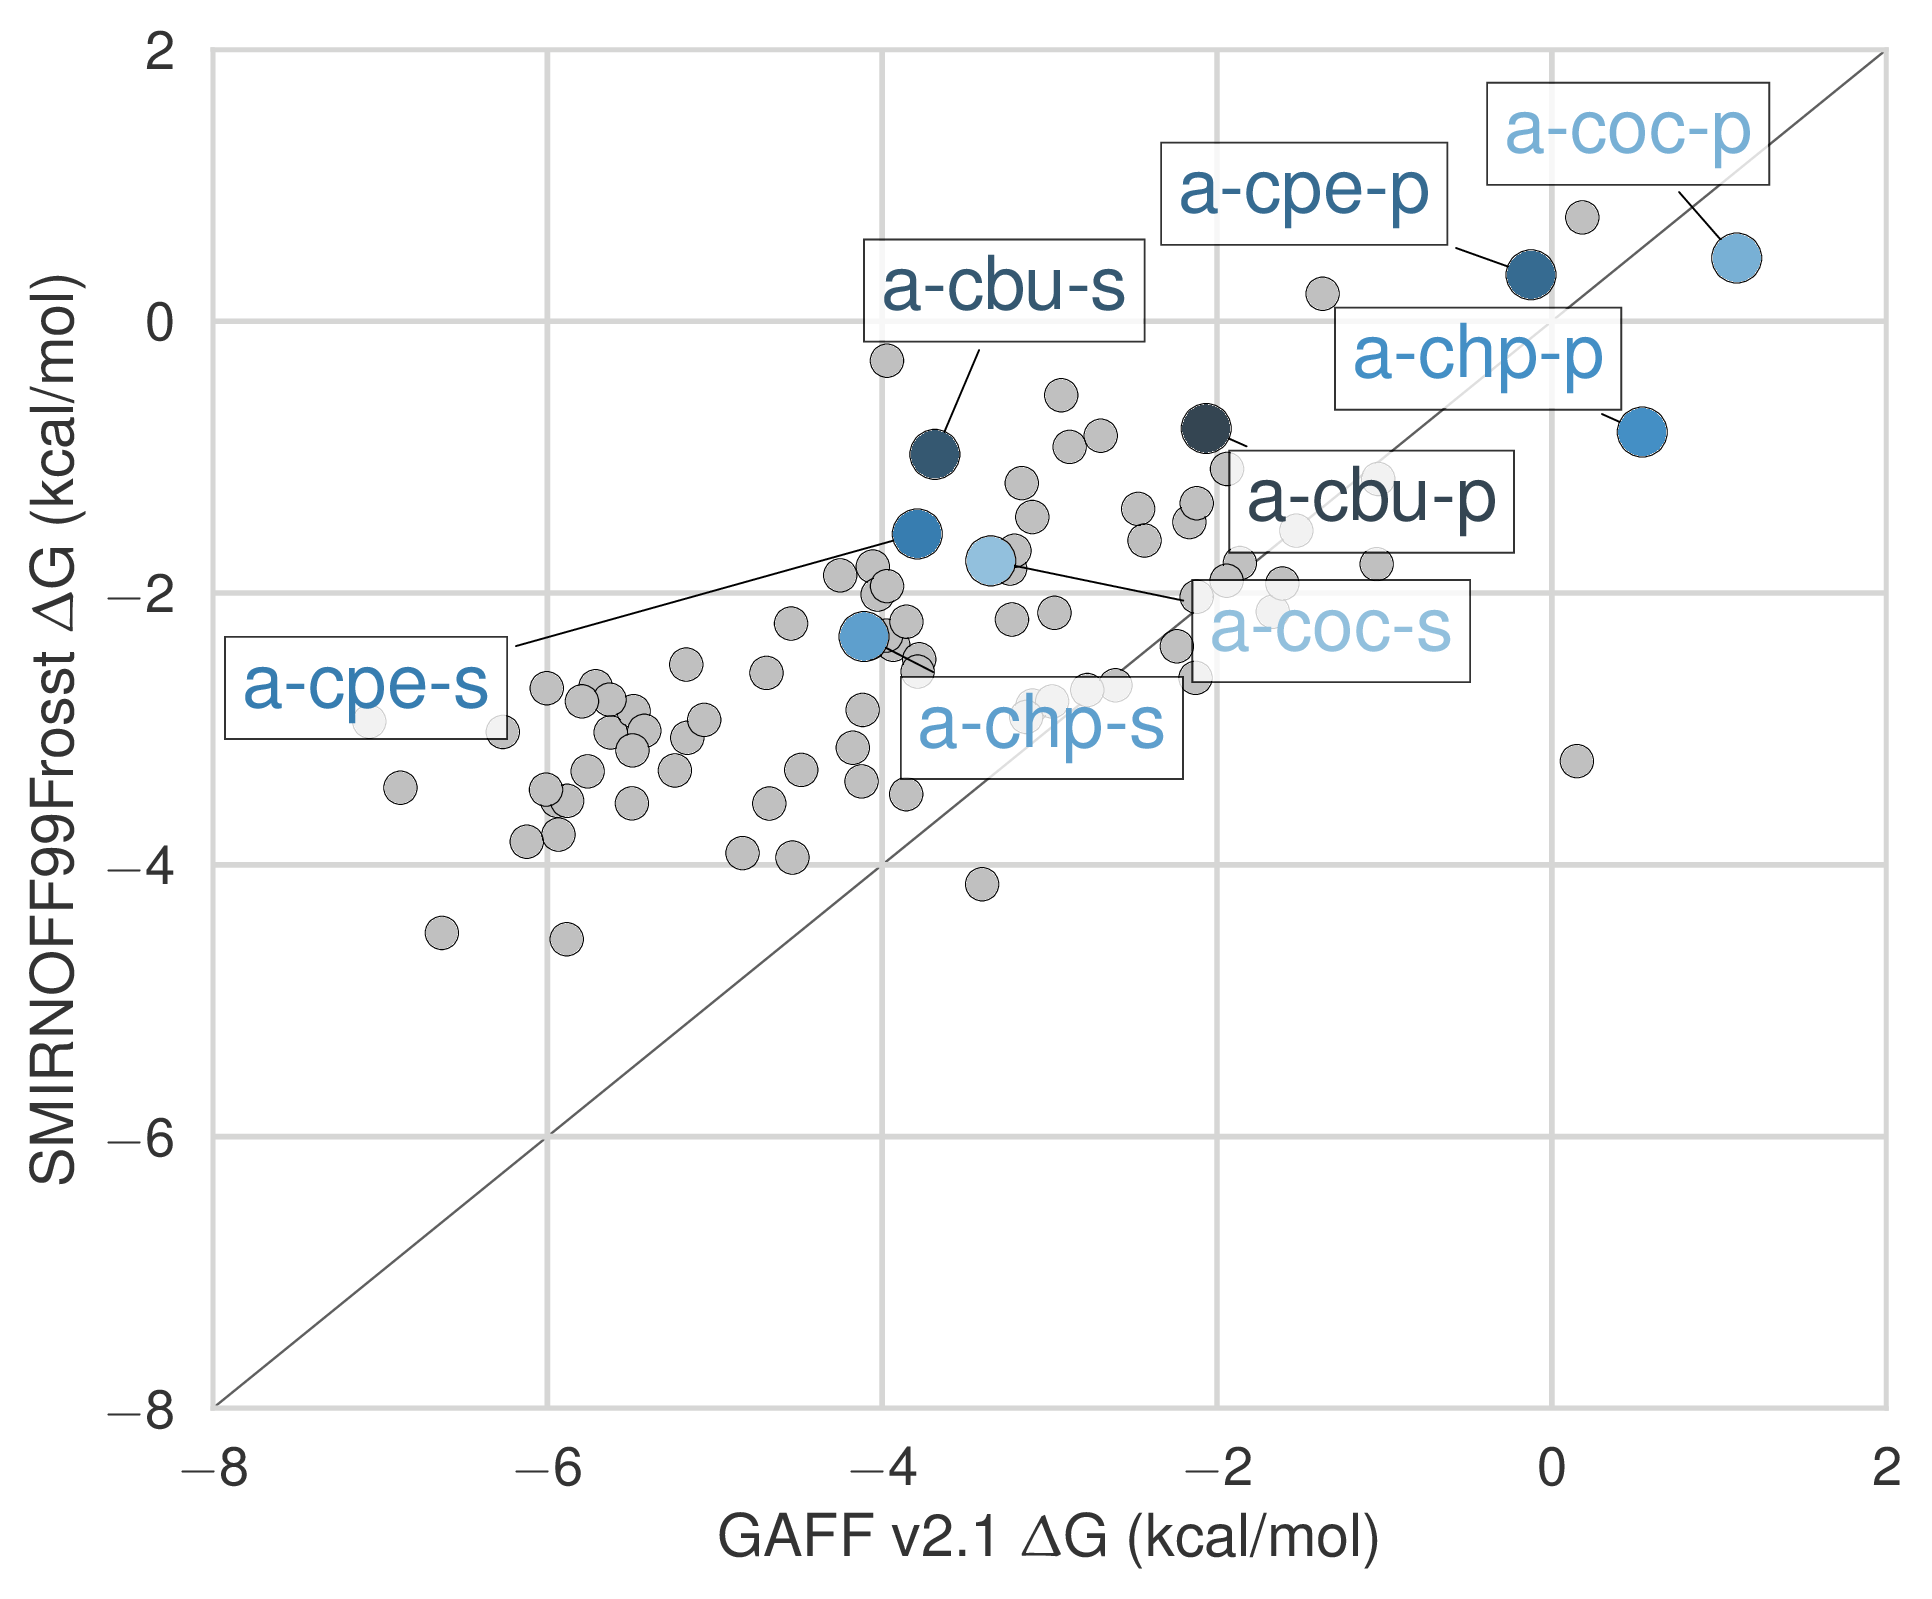 2
0
−2
−4
−6
−8
SMIRNOFF99Frosst ΔG (kcal/mol)
a-coc-p
a-cpe-p
a-cbu-s
a-chp-p
a-cbu-p
a-coc-s
a-cpe-s
a-chp-s
−8 −6 −4 −2 0 2
GAFF v2.1 ΔG (kcal/mol)